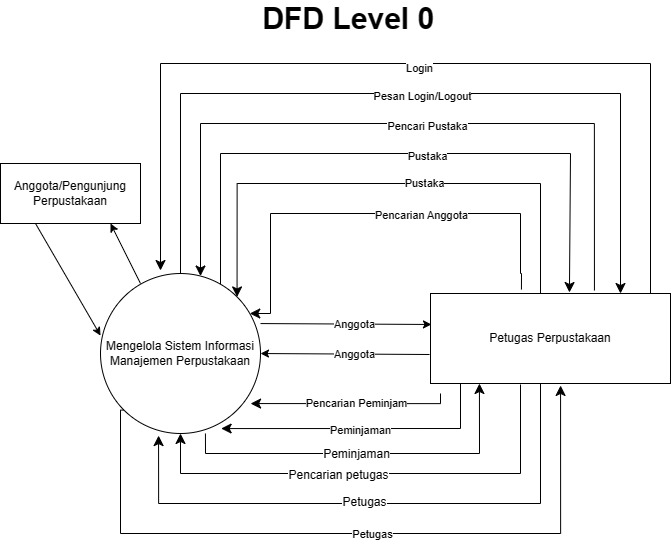 DFD Level 0
Login
Pesan Login/Logout
Pencari Pustaka
Pustaka
Pustaka
Pencarian Anggota
Anggota/Pengunjung
Perpustakaan
Anggota
Petugas Perpustakaan
Mengelola Sistem Informasi
Manajemen Perpustakaan
Anggota
Pencarian Peminjam
Peminjaman
Peminjaman
Pencarian petugas
Petugas
Petugas